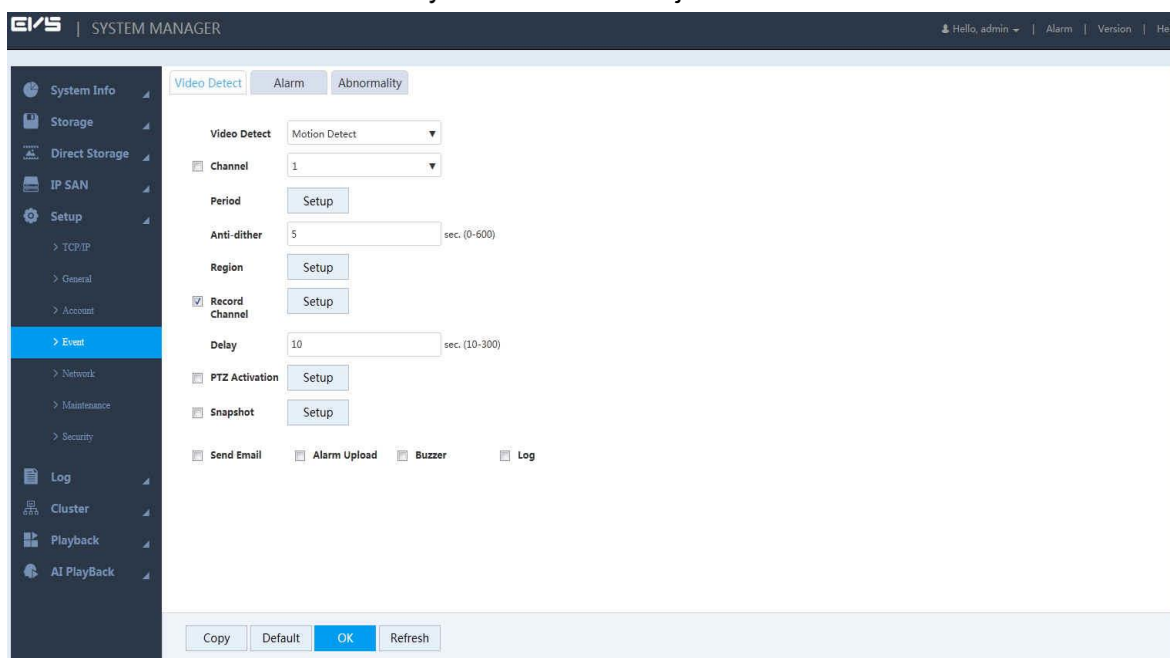 EVS | SYSTEM MANAGER Hello, admin | Alarm | Version |
Video Detect Alarm Abnormality
System Info
Storage
Direct Storage
IP SAN
Setup
> TCP/IP
> General
> Account
> Event
> Network
> Maintenance
> Security
Log
Cluster
Playback
AI PlayBack
Video Detect Motion Detect
Channel 1
Period Setup
Anti-dither 5 sec. (0-600)
Region Setup
Record Channel Setup
Delay 10 sec. (10-300)
PTZ Activation Setup
Snapshot Setup
Send Email Alarm Upload Buzzer Log
Copy Default OK Refresh